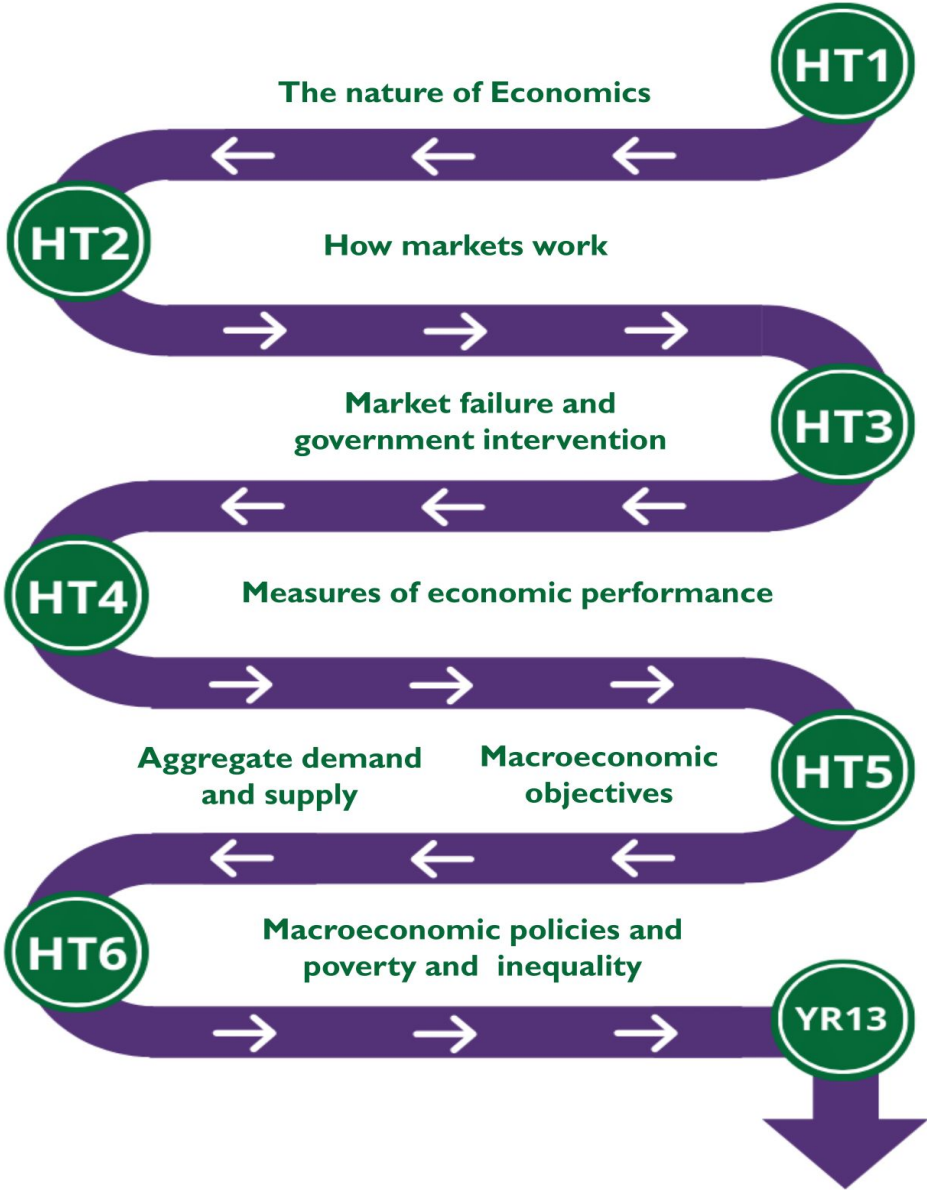 HT1
The nature of Economics
HT2
How markets work
HT3
Market failure and
government intervention
HT4
Measures of economic performance
HT5
Aggregate demand
and supply
Macroeconomic
objectives
HT6
Macroeconomic policies and
poverty and inequality
YR13